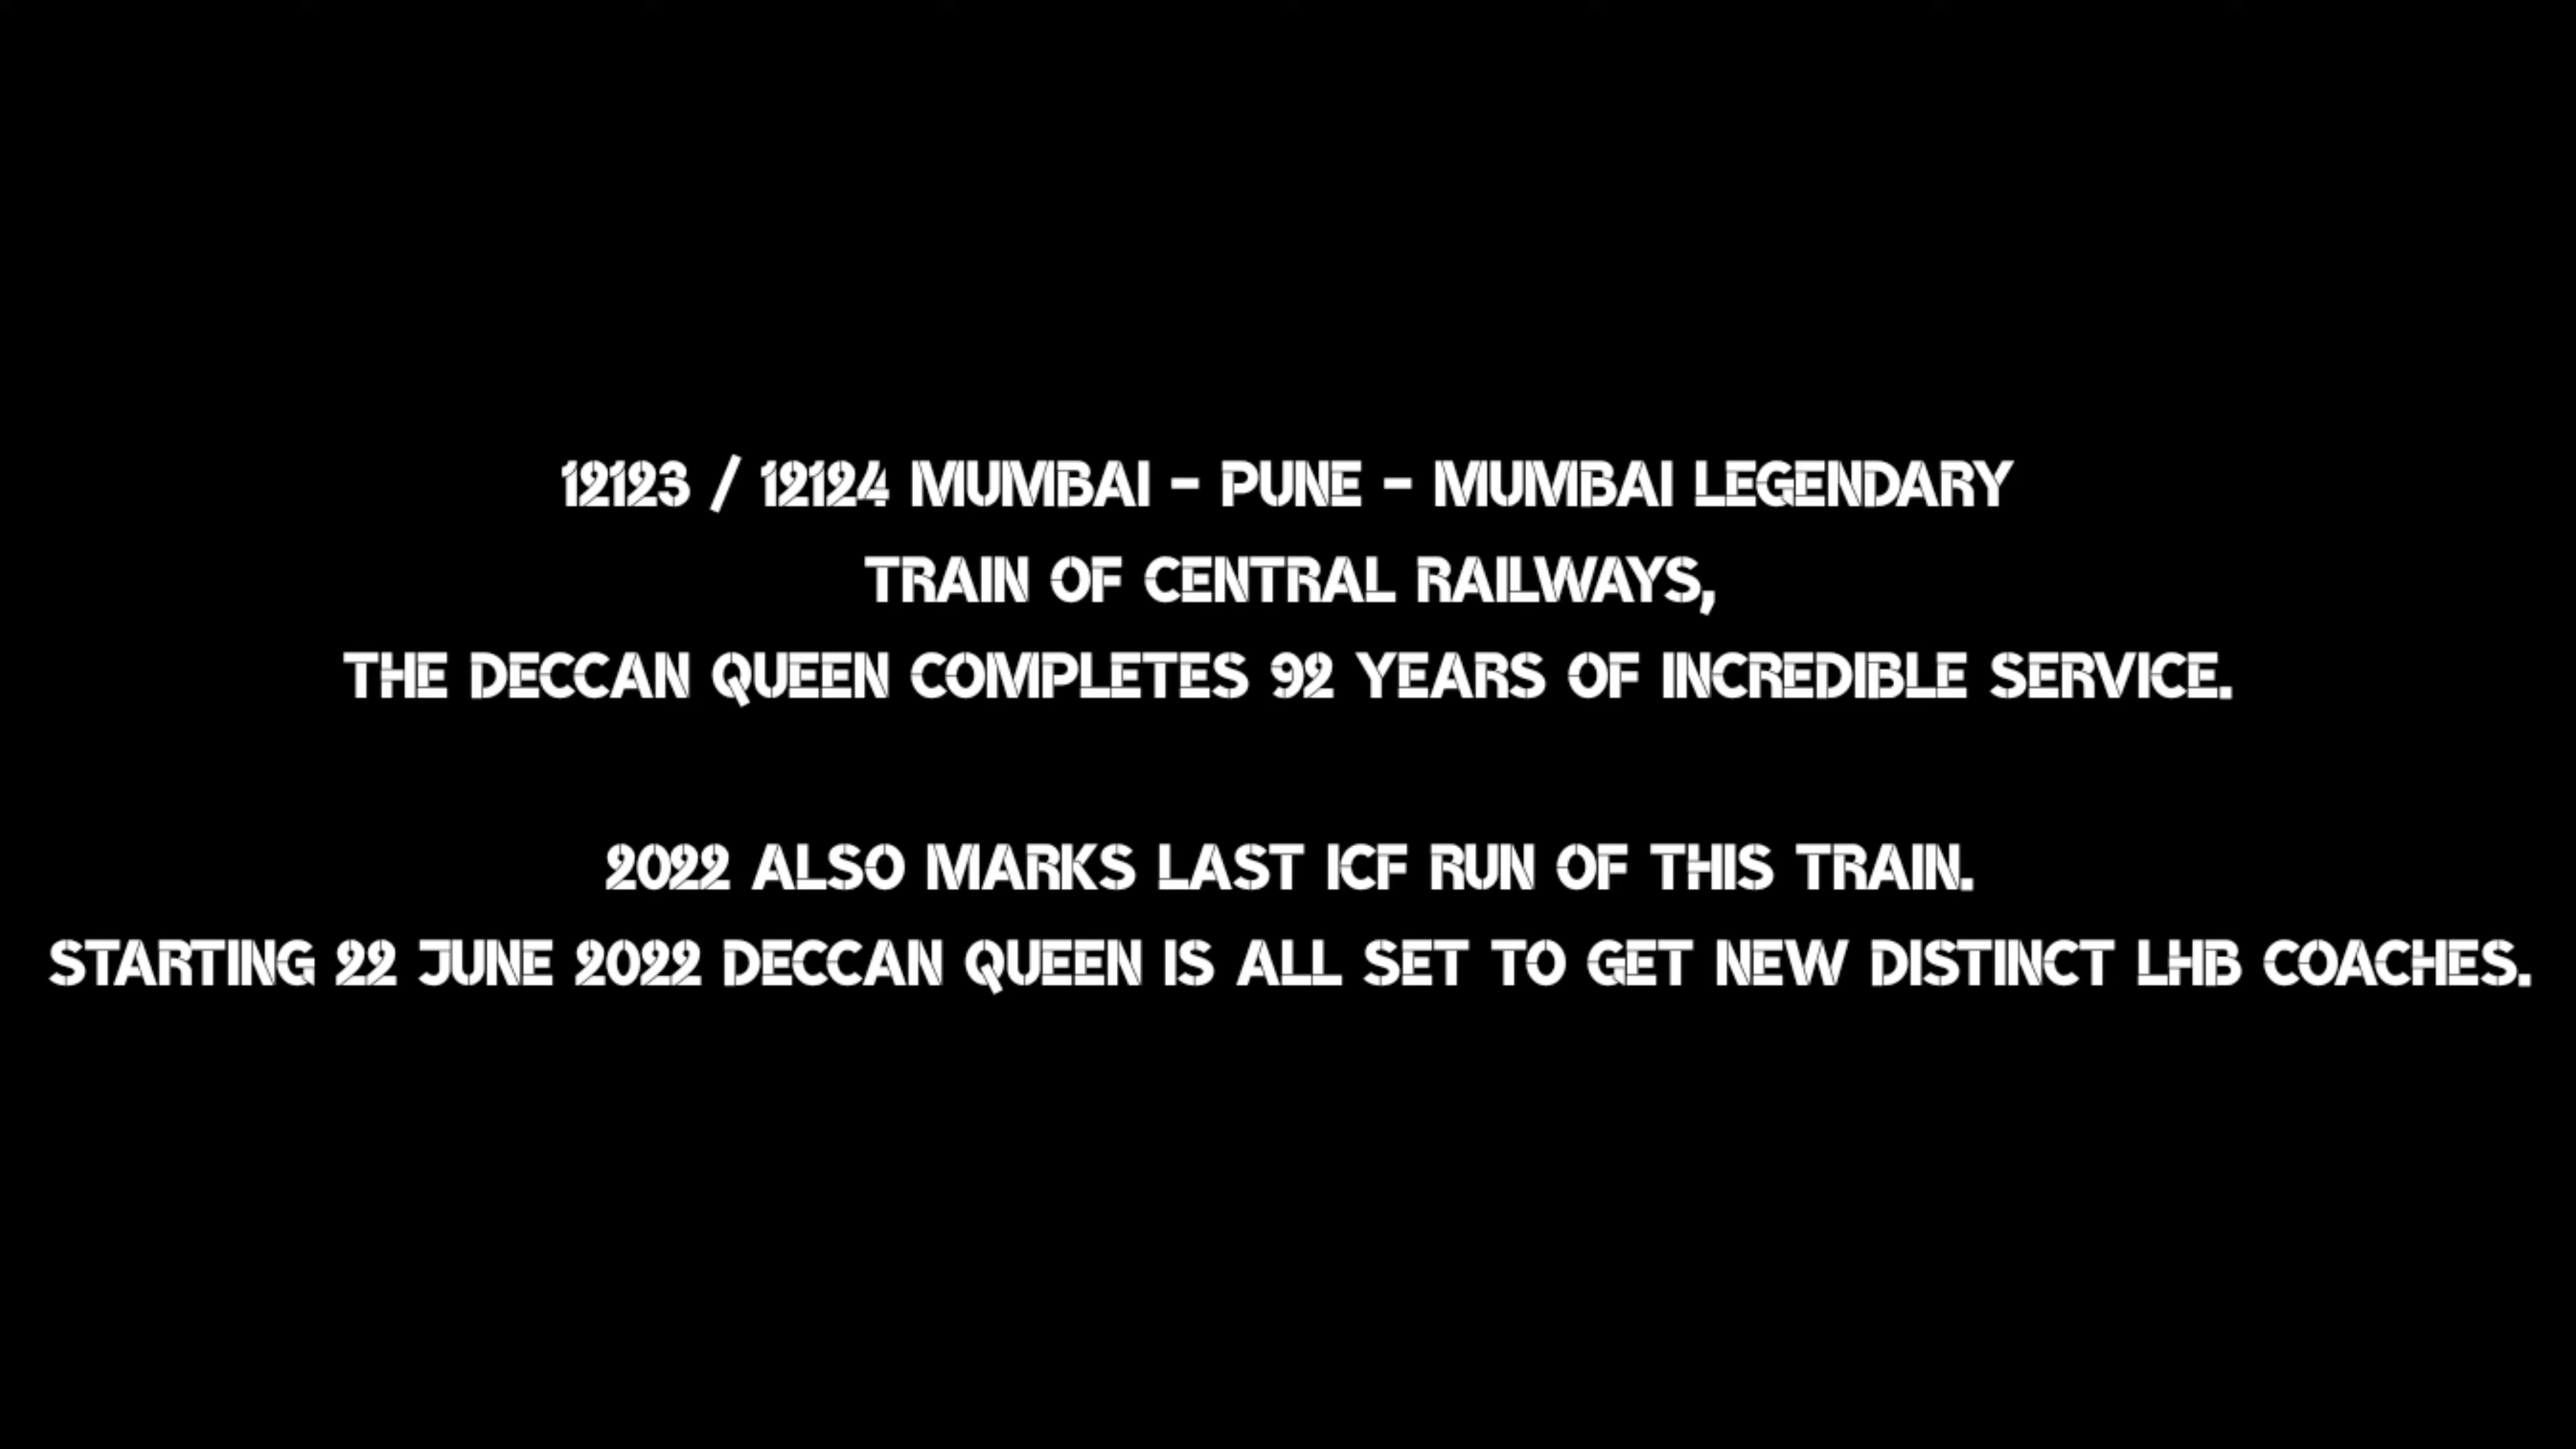 12123 / 12124 MUMBAI - PUNE - MUMBAI LEGENDARY
TRAIN OF CENTRAL RAILWAYS,
THE DECCAN QUEEN COMPLETES 92 YEARS OF INCREDIBLE SERVICE.
2022 ALSO MARKS LAST ICF RUN OF THIS TRAIN.
STARTING 22 JUNE 2022 DECCAN QUEEN IS ALL SET TO GET NEW DISTINCT LHB COACHES.